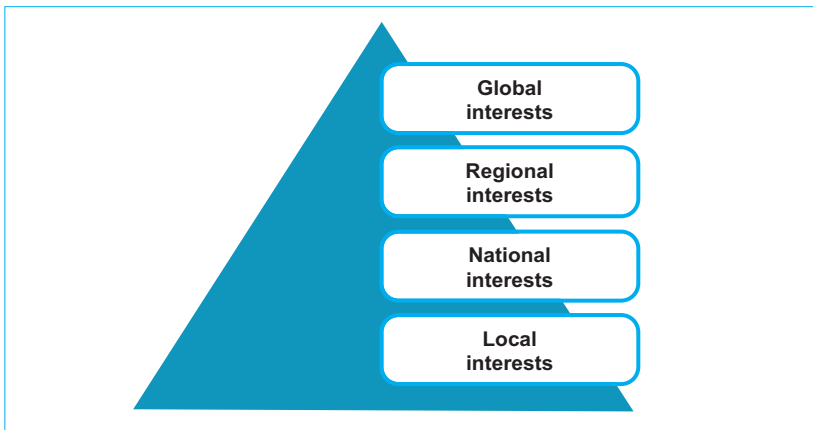 Global
interests
Regional
interests
National
interests
Local
interests